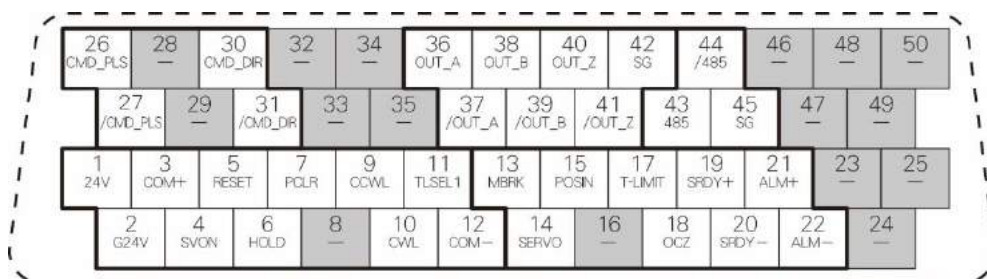 26 28 30 32 34 36 38 40 42 44 46 48 50
CMD_PLS — CMD_DIR — — OUT_A OUT_B OUT_Z SG /485 — — —
27 29 31 33 35 37 39 41 43 45 47 49
/CMD_PLS — /CMD_DIR — — /OUT_A /OUT_B /OUT_Z 485 SG — —
1 3 5 7 9 11 13 15 17 19 21 23 25
24V COM+ RESET PCLR CCWL TLSEL1 MBRK POSIN T-LIMIT SRDY+ ALM+ — —
2 4 6 8 10 12 14 16 18 20 22 24
G24V SVON HOLD — CWL COM− SERVO — OCZ SRDY− ALM− —